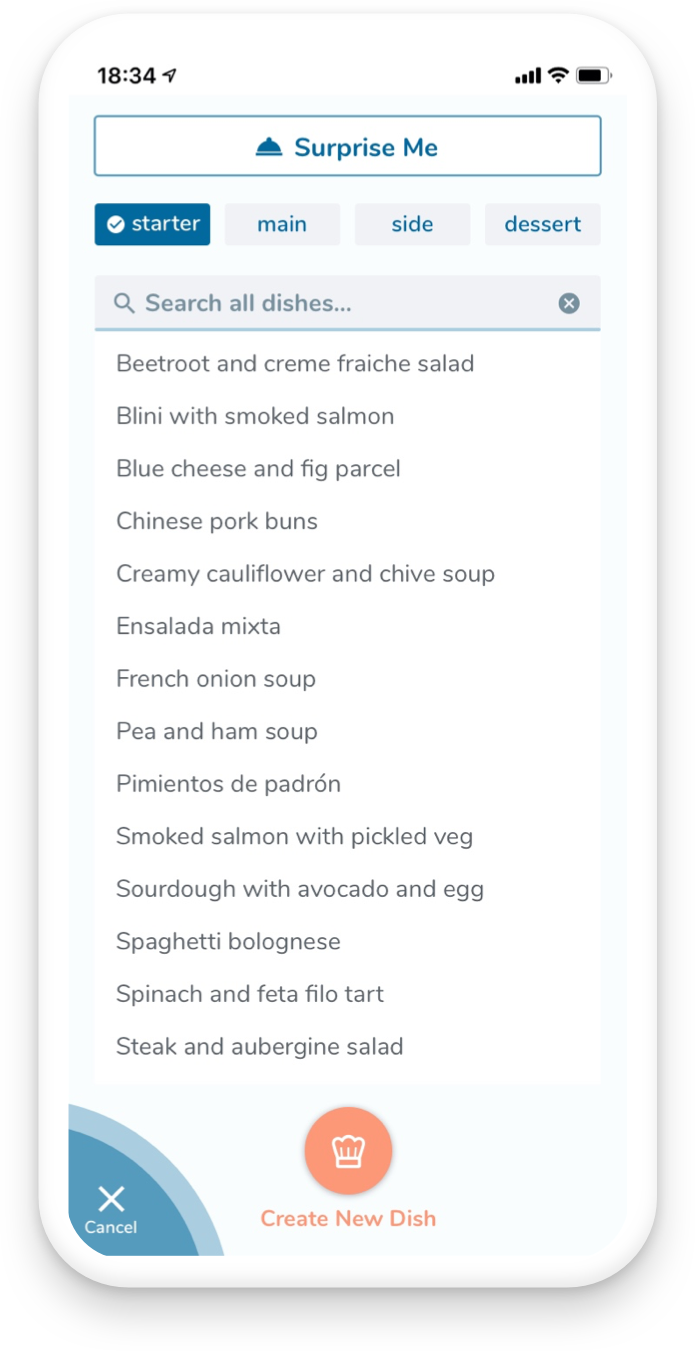 18:34
Surprise Me
starter main side dessert
Search all dishes...
Beetroot and creme fraiche salad
Blini with smoked salmon
Blue cheese and fig parcel
Chinese pork buns
Creamy cauliflower and chive soup
Ensalada mixta
French onion soup
Pea and ham soup
Pimientos de padrón
Smoked salmon with pickled veg
Sourdough with avocado and egg
Spaghetti bolognese
Spinach and feta filo tart
Steak and aubergine salad
Create New Dish
Cancel